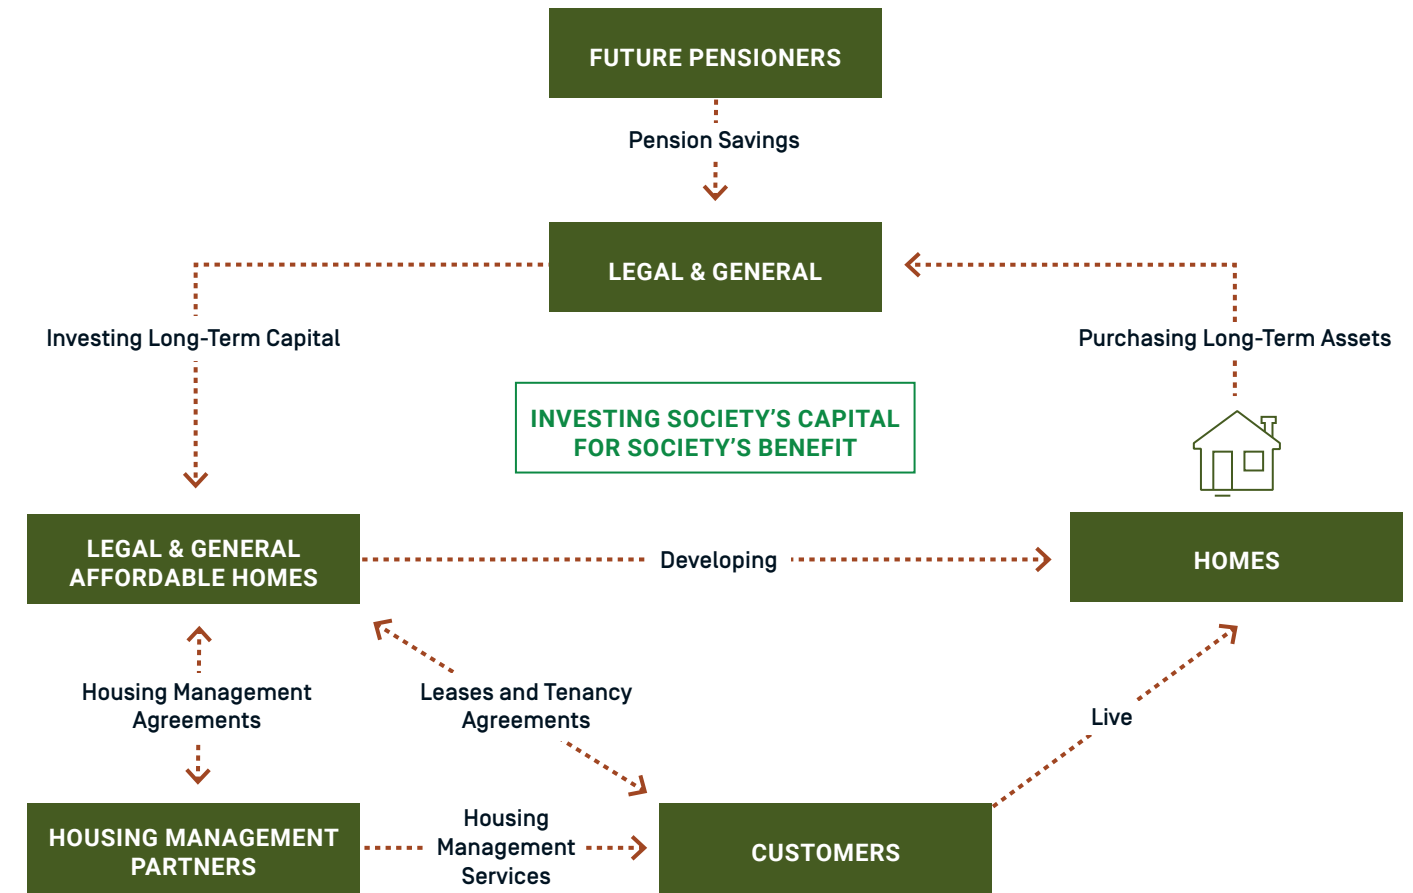 FUTURE PENSIONERS
Pension Savings
LEGAL & GENERAL
Investing Long-Term Capital
Purchasing Long-Term Assets
INVESTING SOCIETY’S CAPITAL
FOR SOCIETY’S BENEFIT
LEGAL & GENERAL
AFFORDABLE HOMES
Developing
HOMES
Housing Management
Agreements
Leases and Tenancy
Agreements
Live
HOUSING MANAGEMENT
PARTNERS
Housing
Management
Services
CUSTOMERS